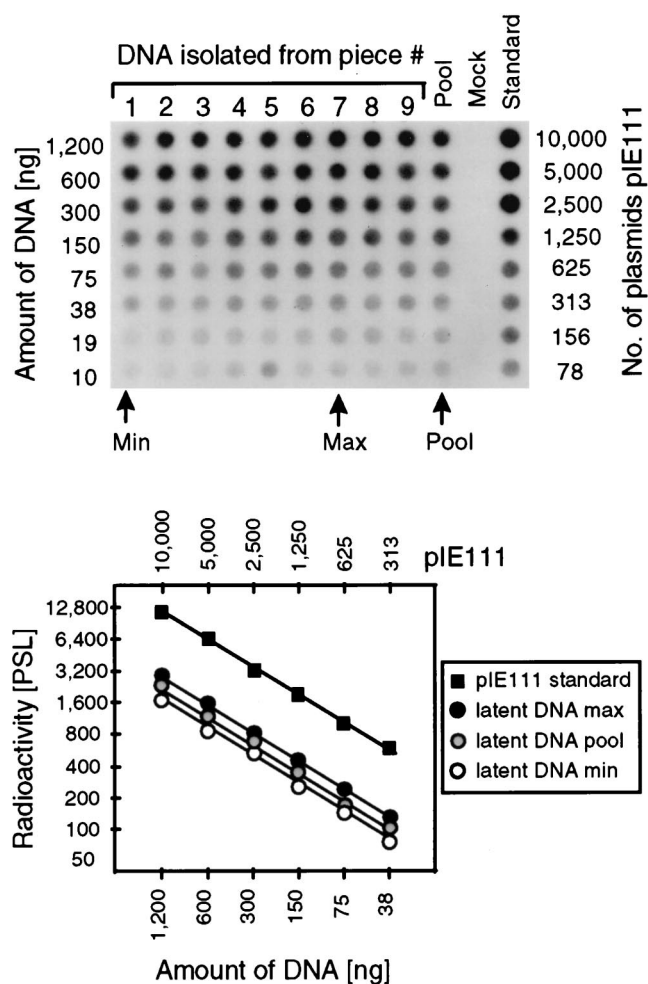 DNA isolated from piece #
Pool
Mock
Standard
1 2 3 4 5 6 7 8 9
Amount of DNA [ng]
1,200
600
300
150
75
38
19
10
10,000
5,000
2,500
1,250
625
313
156
78
No. of plasmids pIE111
Min
Max
Pool
10,000
5,000
2,500
1,250
625
313
pIE111
Radioactivity [PSL]
12,800
6,400
3,200
1,600
800
400
200
100
50
pIE111 standard
latent DNA max
latent DNA pool
latent DNA min
1,200
600
300
150
75
38
Amount of DNA [ng]